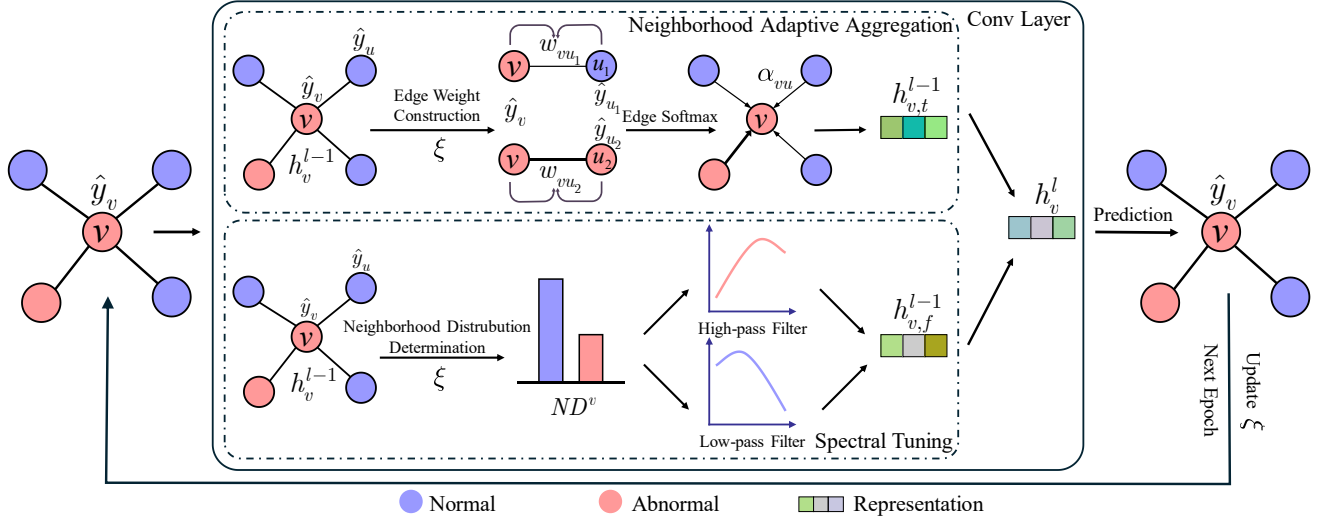 Neighborhood Adaptive Aggregation
Conv Layer
ŷ_u
ŷ_v
v
h_v^{l-1}
Edge Weight
Construction
ξ
w_{vu_1}
v
u_1
ŷ_v
ŷ_{u_1}
ŷ_{u_2}
v
u_2
w_{vu_2}
Edge Softmax
α_{vu}
v
h_{v,t}^{l-1}
ŷ_v
v
h_v^l
Prediction
ŷ_v
v
ŷ_u
ŷ_v
v
h_v^{l-1}
Neighborhood Distrubution
Determination
ξ
ND^v
High-pass Filter
Low-pass Filter
h_{v,f}^{l-1}
Spectral Tuning
Update ξ
Next Epoch
Normal
Abnormal
Representation